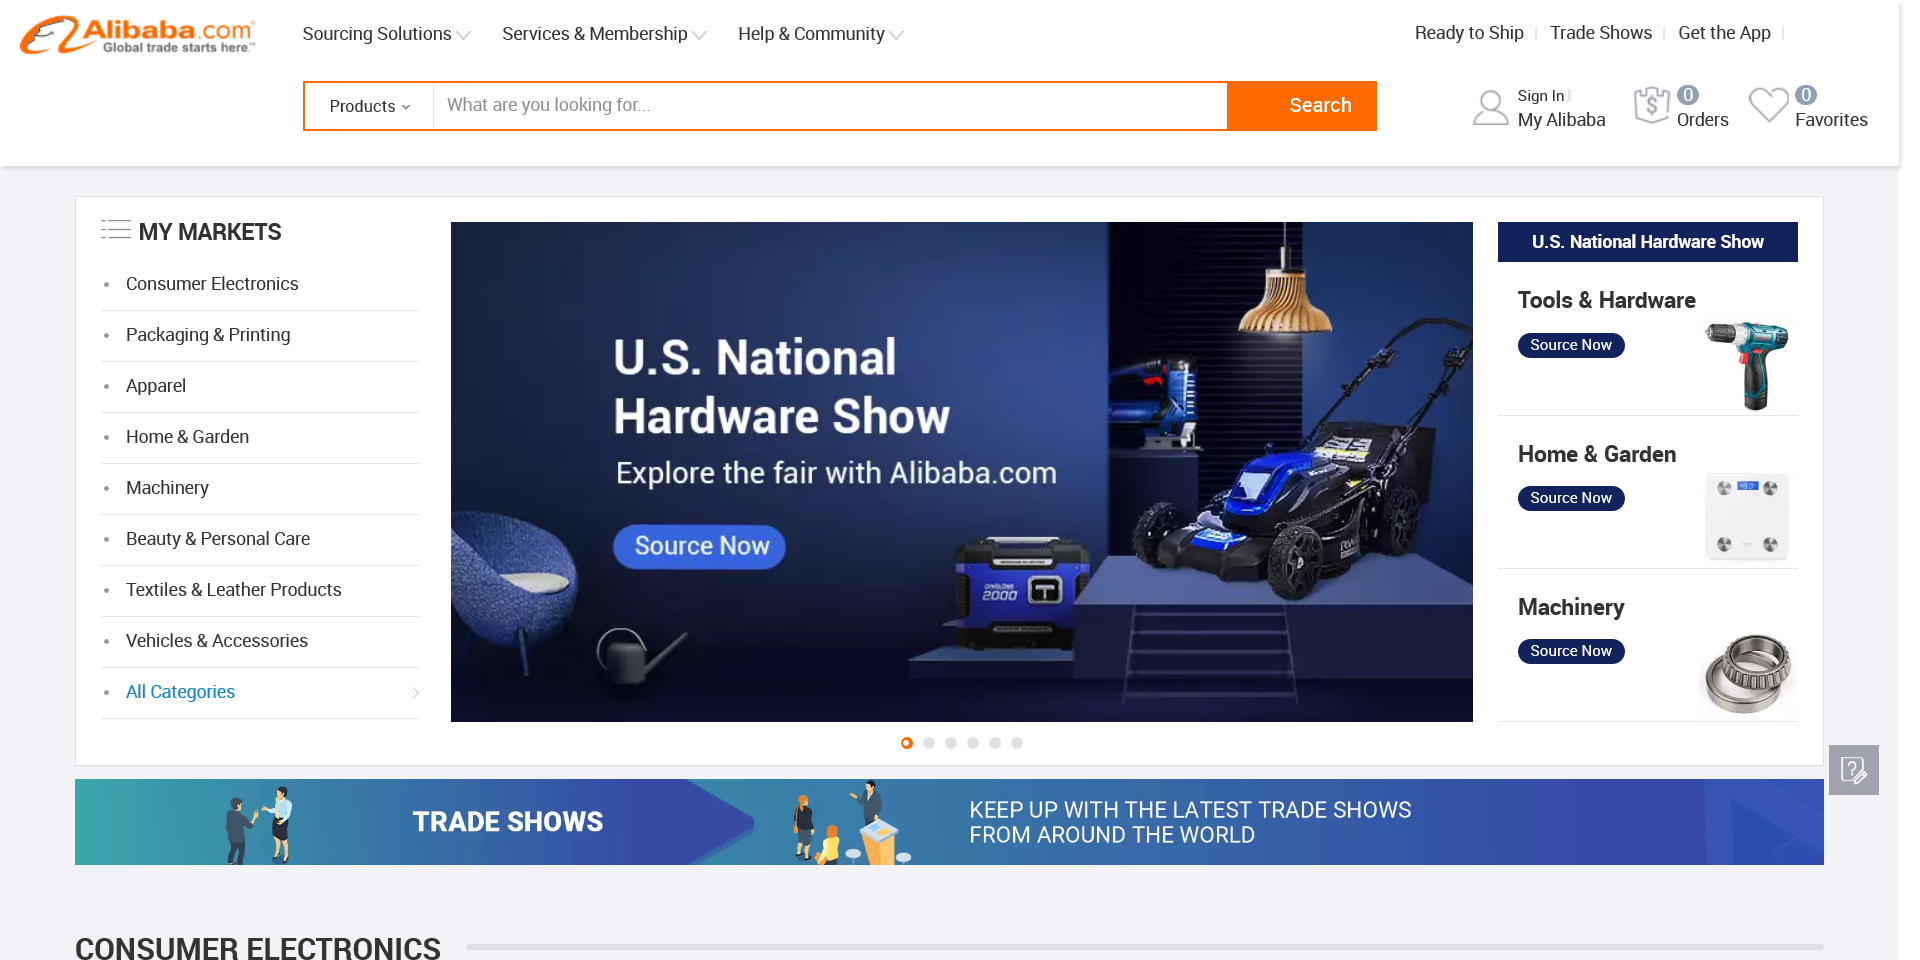 Alibaba.com
Global trade starts here.™
Sourcing Solutions
Services & Membership
Help & Community
Ready to Ship
Trade Shows
Get the App
Products
What are you looking for...
Search
Sign In
My Alibaba
0
Orders
0
Favorites
MY MARKETS
Consumer Electronics
Packaging & Printing
Apparel
Home & Garden
Machinery
Beauty & Personal Care
Textiles & Leather Products
Vehicles & Accessories
All Categories
U.S. National
Hardware Show
Explore the fair with Alibaba.com
Source Now
2000
U.S. National Hardware Show
Tools & Hardware
Source Now
Home & Garden
Source Now
Machinery
Source Now
TRADE SHOWS
KEEP UP WITH THE LATEST TRADE SHOWS
FROM AROUND THE WORLD
CONSUMER ELECTRONICS